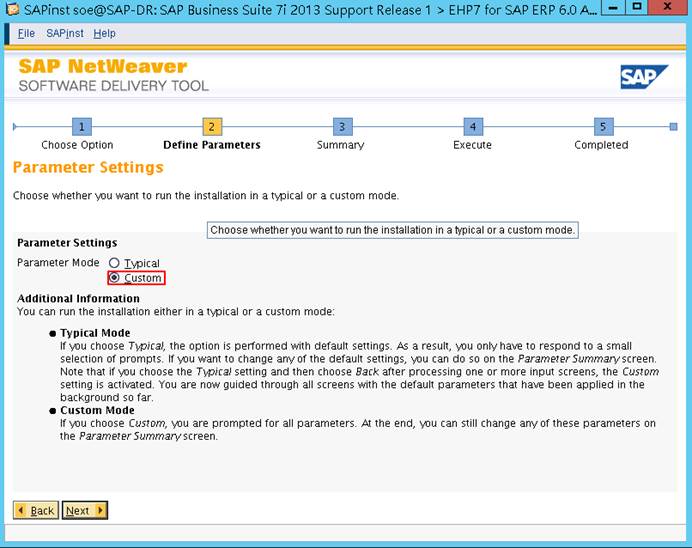 SAPinst soe@SAP-DR: SAP Business Suite 7i 2013 Support Release 1 > EHP7 for SAP ERP 6.0 A...
File SAPinst Help
SAP NetWeaver
SOFTWARE DELIVERY TOOL
SAP
1 2 3 4 5
Choose Option Define Parameters Summary Execute Completed
Parameter Settings
Choose whether you want to run the installation in a typical or a custom mode.
Choose whether you want to run the installation in a typical or a custom mode.
Parameter Settings
Parameter Mode Typical
Custom
Additional Information
You can run the installation either in a typical or a custom mode:
● Typical Mode
If you choose Typical, the option is performed with default settings. As a result, you only have to respond to a small
selection of prompts. If you want to change any of the default settings, you can do so on the Parameter Summary screen.
Note that if you choose the Typical setting and then choose Back after processing one or more input screens, the Custom
setting is activated. You are now guided through all screens with the default parameters that have been applied in the
background so far.
● Custom Mode
If you choose Custom, you are prompted for all parameters. At the end, you can still change any of these parameters on
the Parameter Summary screen.
Back Next